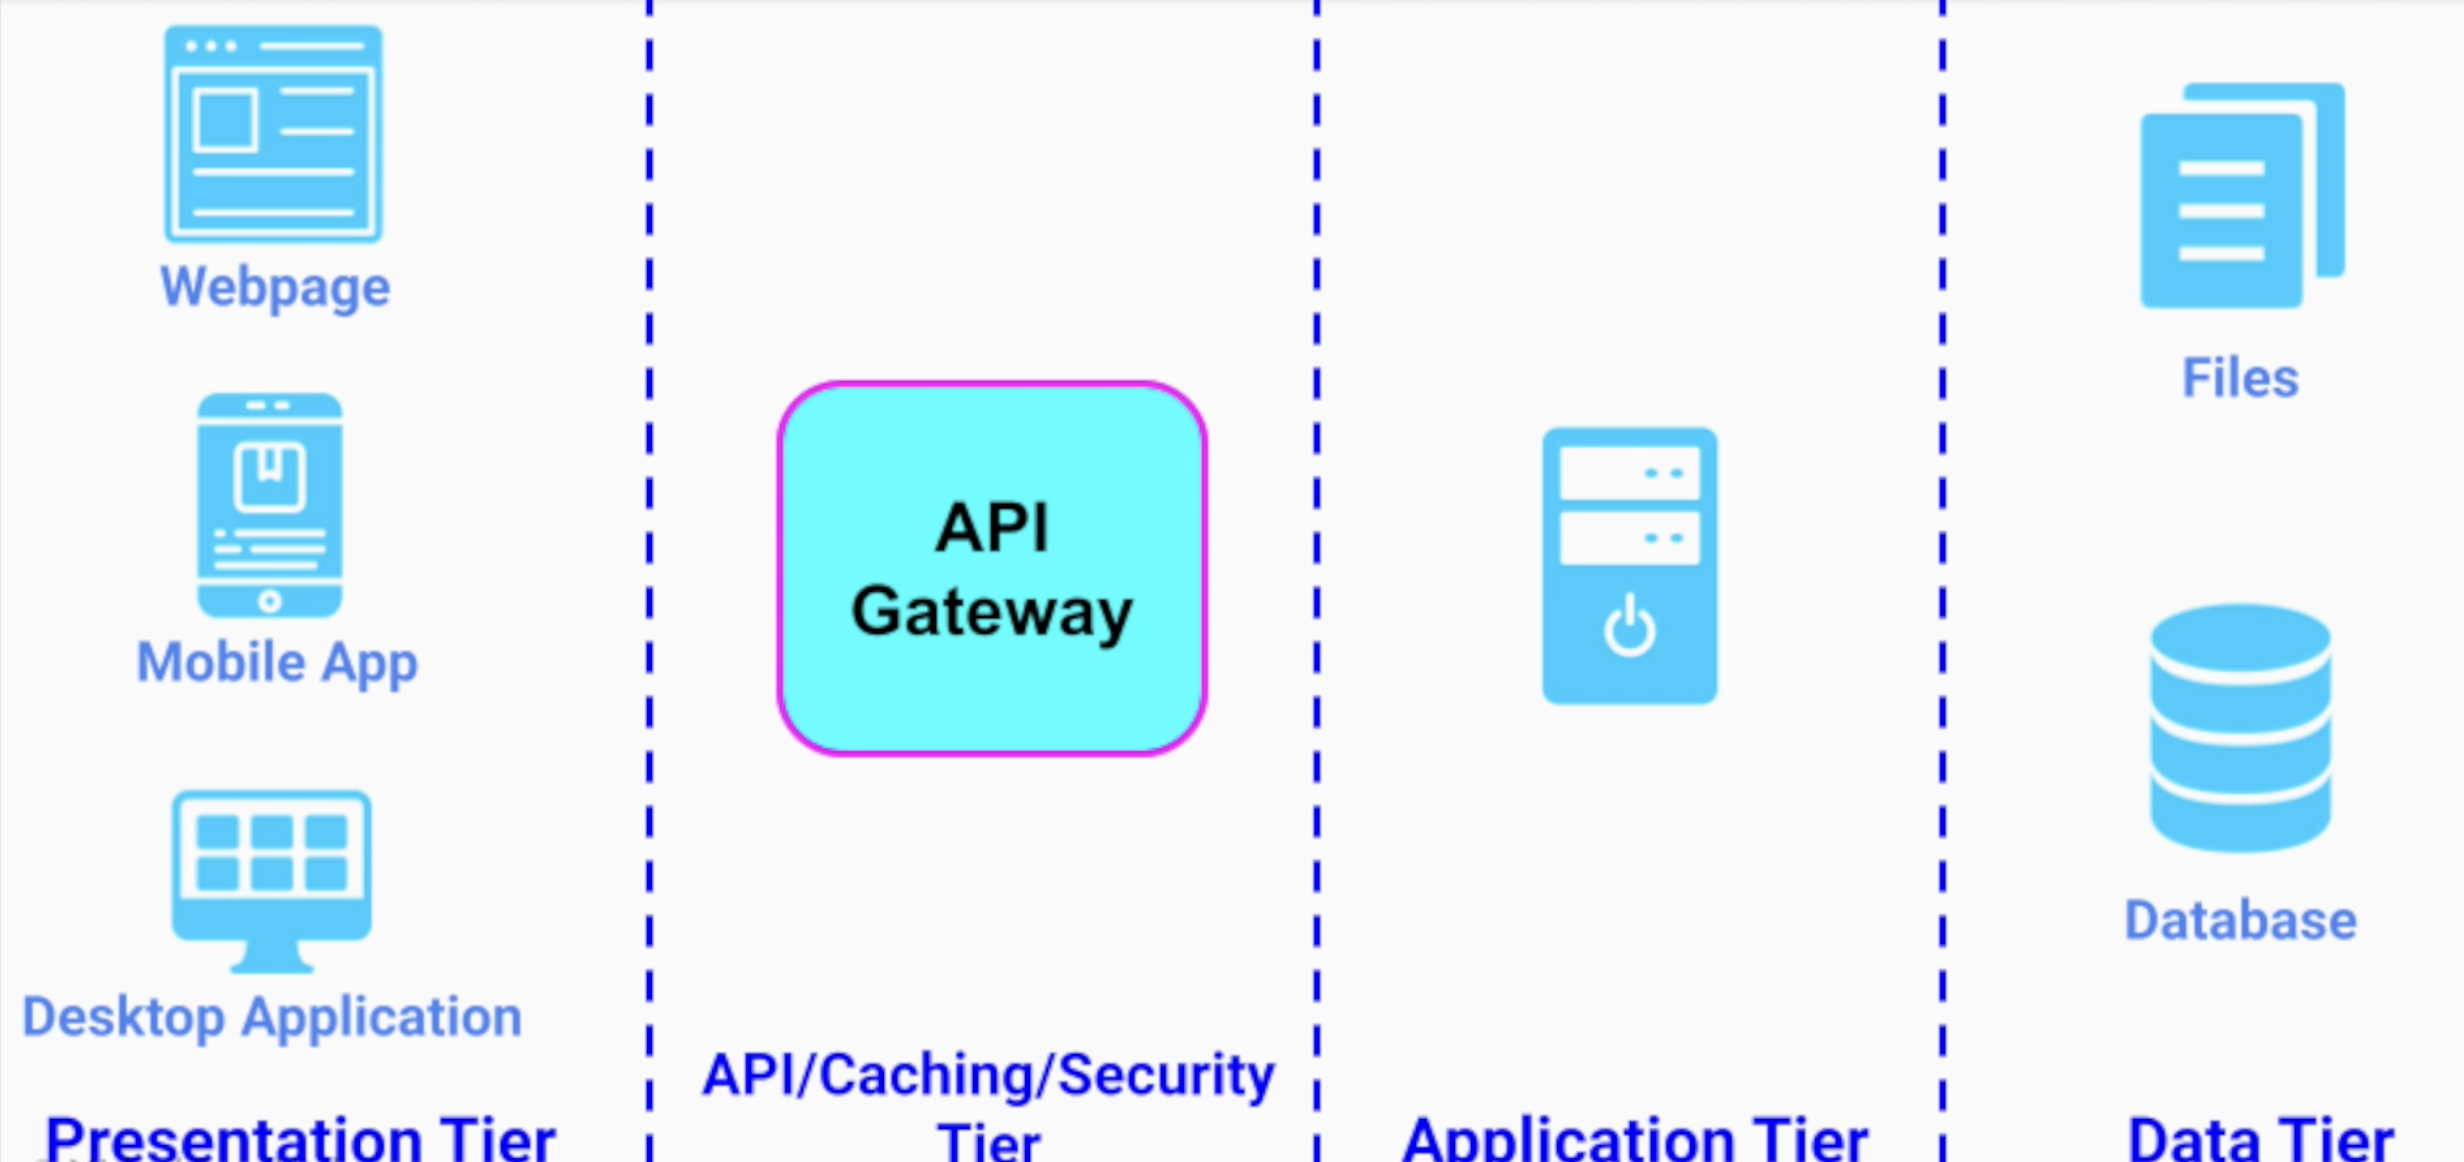 Webpage
Mobile App
Desktop Application
Presentation Tier
API
Gateway
API/Caching/Security
Tier
Application Tier
Files
Database
Data Tier